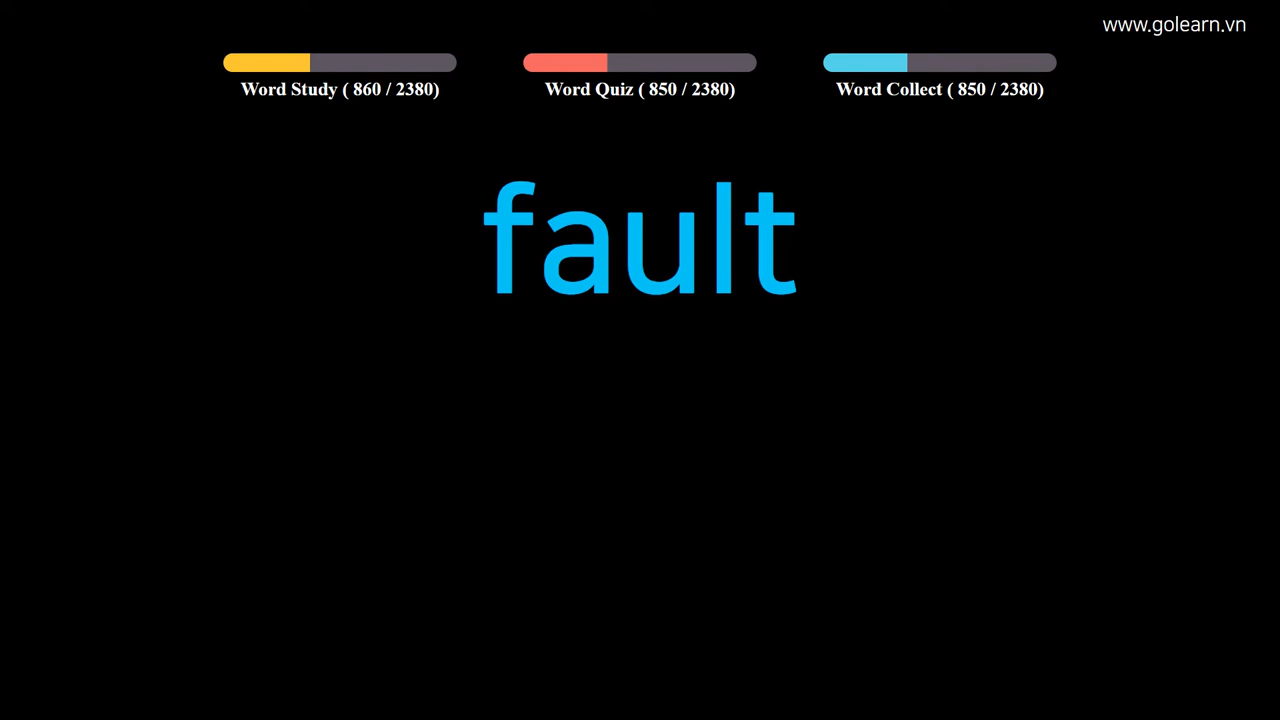 www.golearn.vn
Word Study ( 860 / 2380)
Word Quiz ( 850 / 2380)
Word Collect ( 850 / 2380)
fault